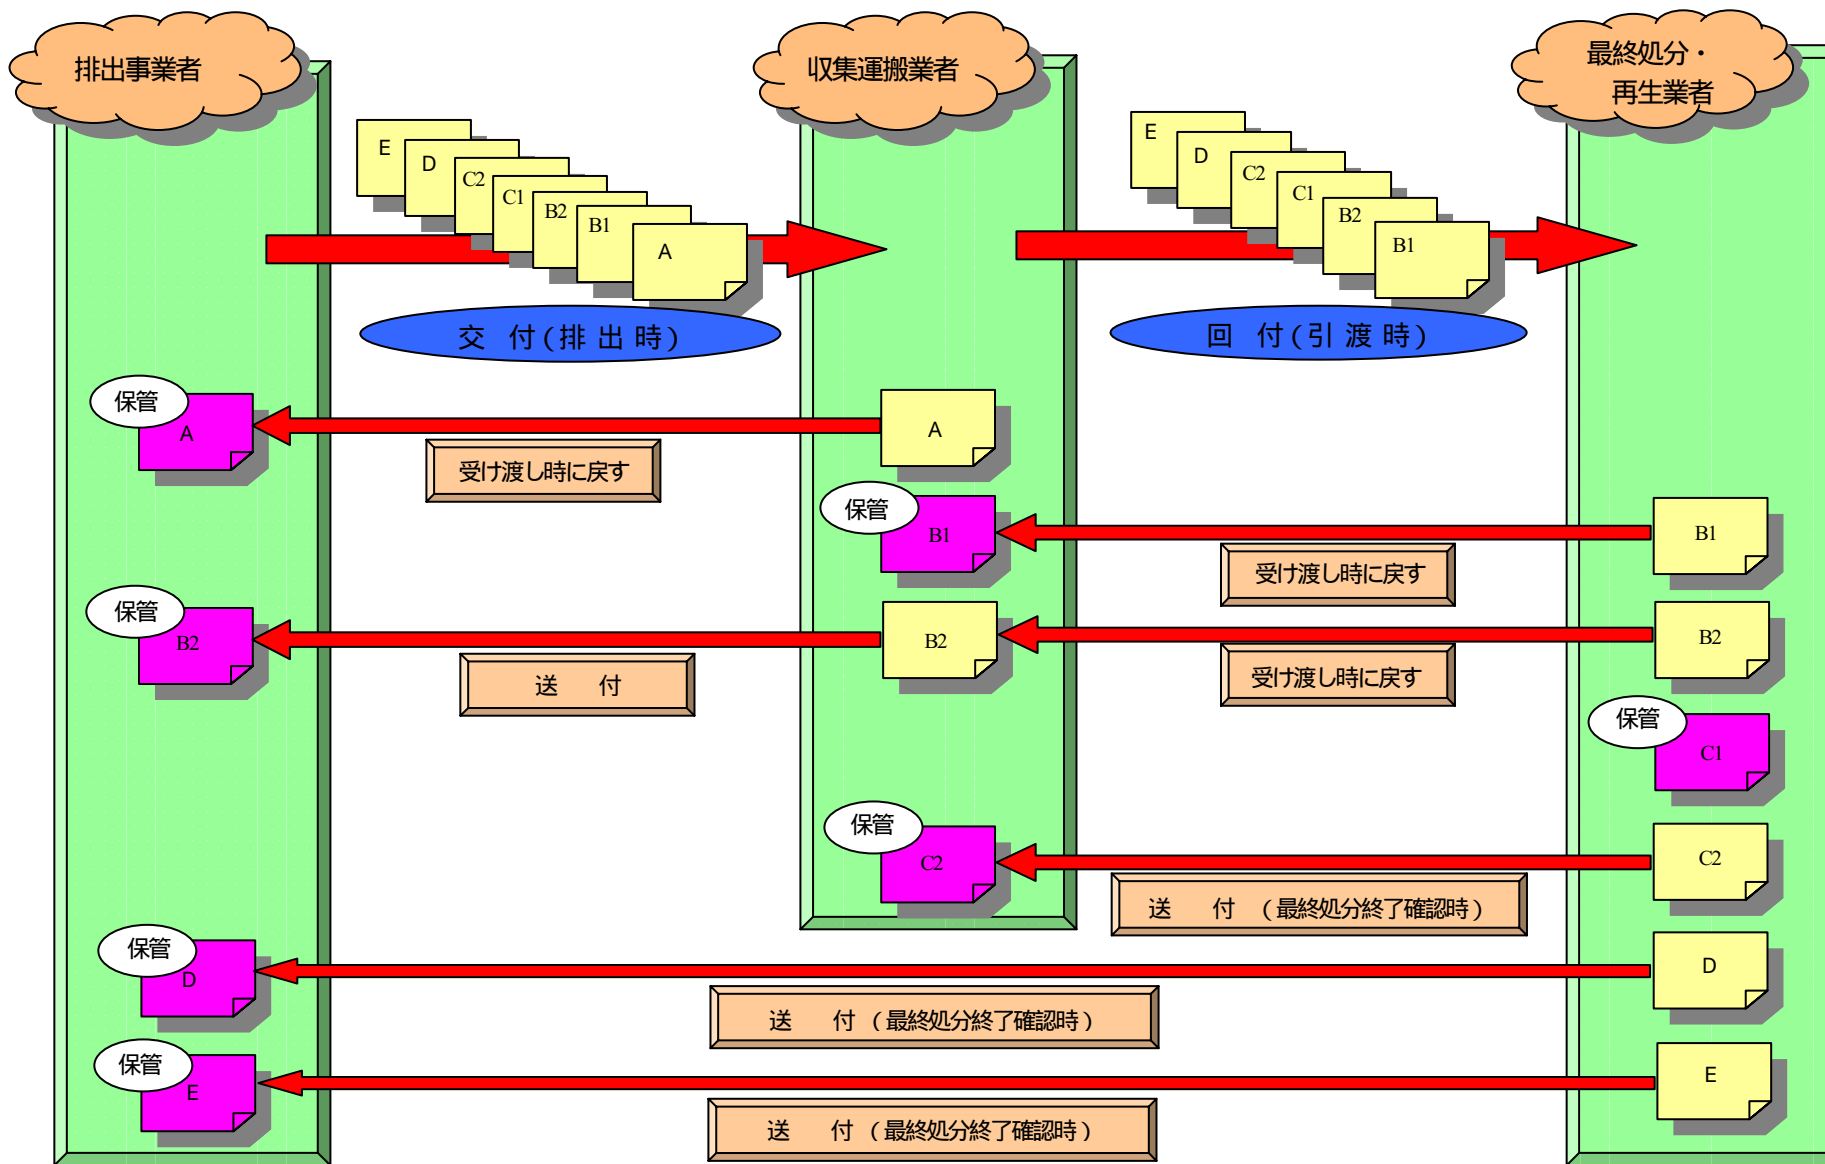 排出事業者
収集運搬業者
最終処分・
再生業者
E
D
C2
C1
B2
B1
A
E
D
C2
C1
B2
B1
交 付(排 出 時)
回 付(引 渡 時)
保管
A
A
受け渡し時に戻す
保管
B1
B1
受け渡し時に戻す
保管
B2
B2
B2
送 付
受け渡し時に戻す
保管
C1
保管
C2
C2
送 付 (最終処分終了確認時)
保管
D
D
送 付 (最終処分終了確認時)
保管
E
E
送 付 (最終処分終了確認時)